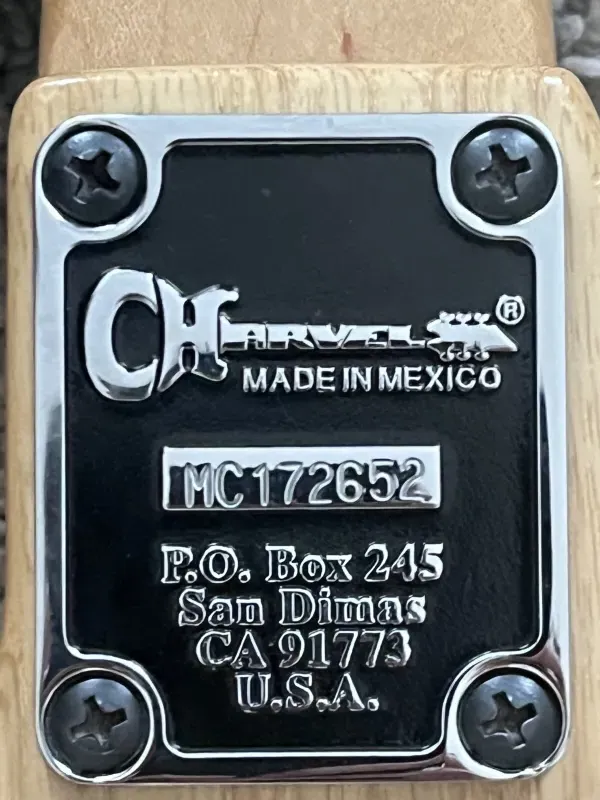 CHARVEL®
MADE IN MEXICO
MC172652
P.O. Box 245
San Dimas
CA 91773
U.S.A.